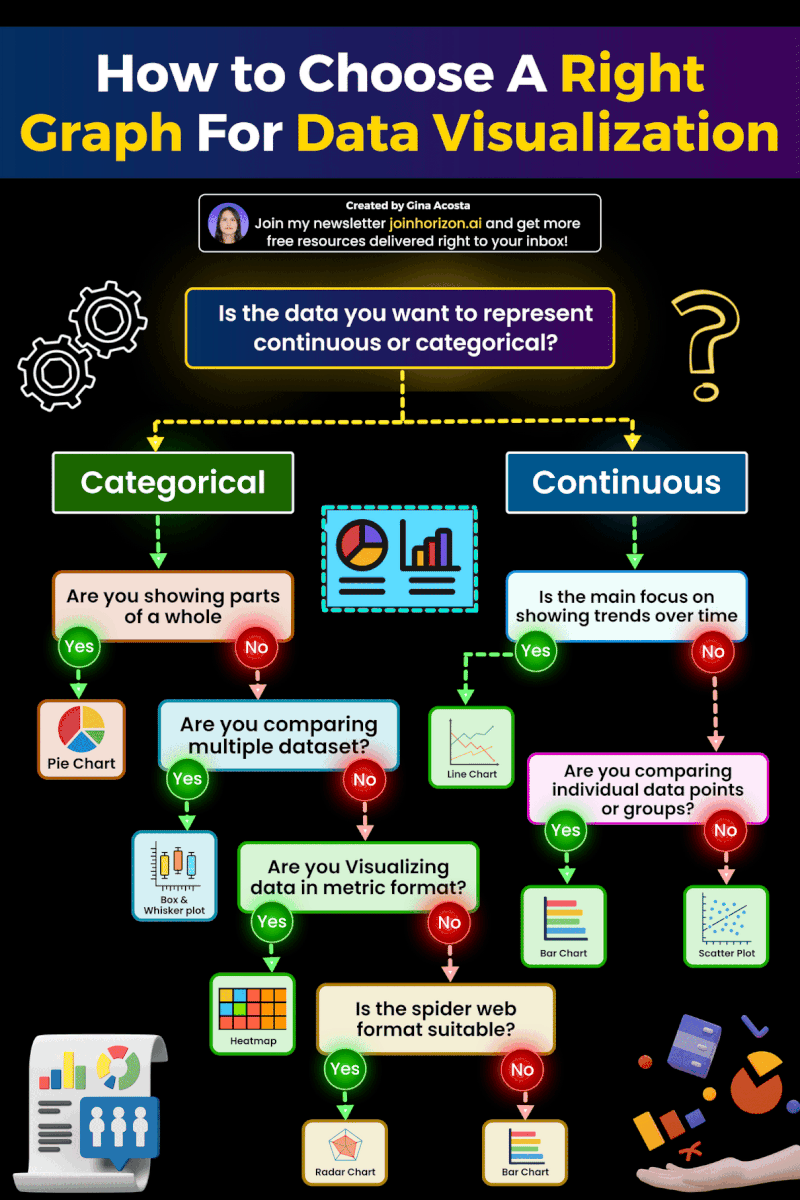 How to Choose A Right
Graph For Data Visualization
Created by Gina Acosta
Join my newsletter joinhorizon.ai and get more
free resources delivered right to your inbox!
Is the data you want to represent
continuous or categorical?
Categorical
Continuous
Are you showing parts
of a whole
Yes
No
Is the main focus on
showing trends over time
Yes
No
Pie Chart
Are you comparing
multiple dataset?
Yes
No
Line Chart
Are you comparing
individual data points
or groups?
Yes
No
Box &
Whisker plot
Are you Visualizing
data in metric format?
Yes
No
Bar Chart
Scatter Plot
Heatmap
Is the spider web
format suitable?
Yes
No
Radar Chart
Bar Chart